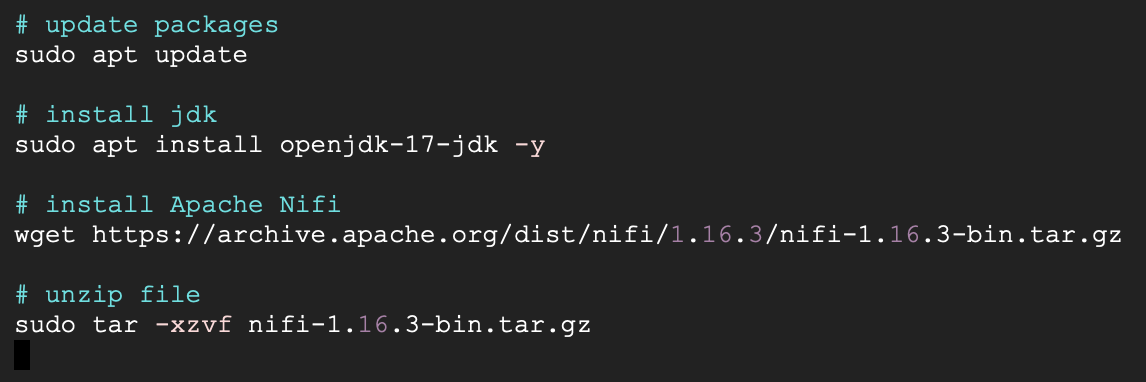 # update packages
sudo apt update
# install jdk
sudo apt install openjdk-17-jdk -y
# install Apache Nifi
wget https://archive.apache.org/dist/nifi/1.16.3/nifi-1.16.3-bin.tar.gz
# unzip file
sudo tar -xzvf nifi-1.16.3-bin.tar.gz